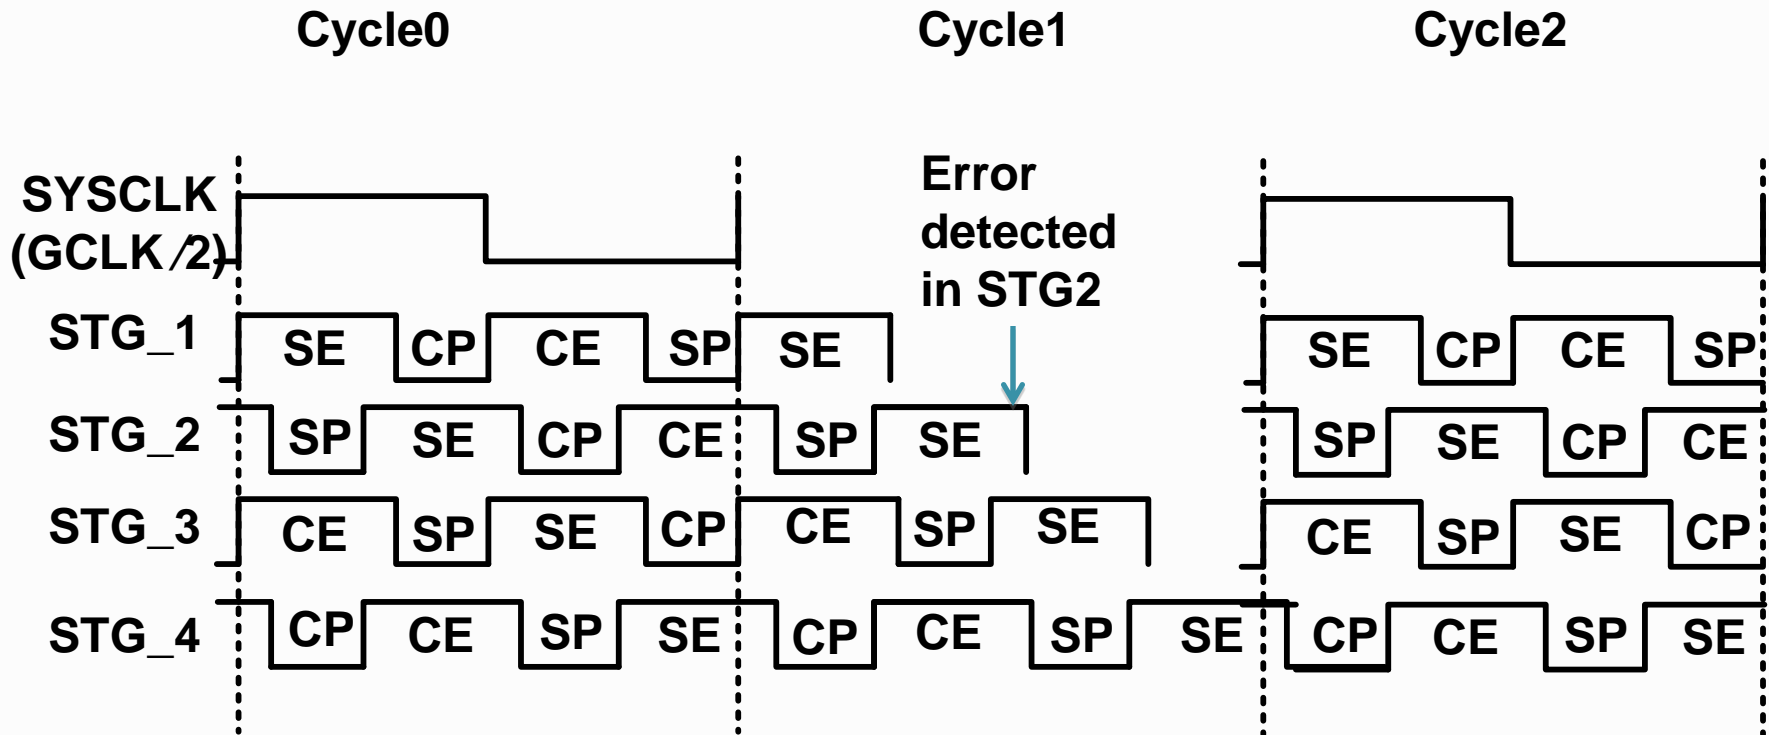 Cycle0 Cycle1 Cycle2
Error
detected
in STG2
SYSCLK
(GCLK/2)
STG_1 SE CP CE SP SE SE CP CE SP
STG_2 SP SE CP CE SP SE SP SE CP CE
STG_3 CE SP SE CP CE SP SE CE SP SE CP
STG_4 CP CE SP SE CP CE SP SE CP CE SP SE